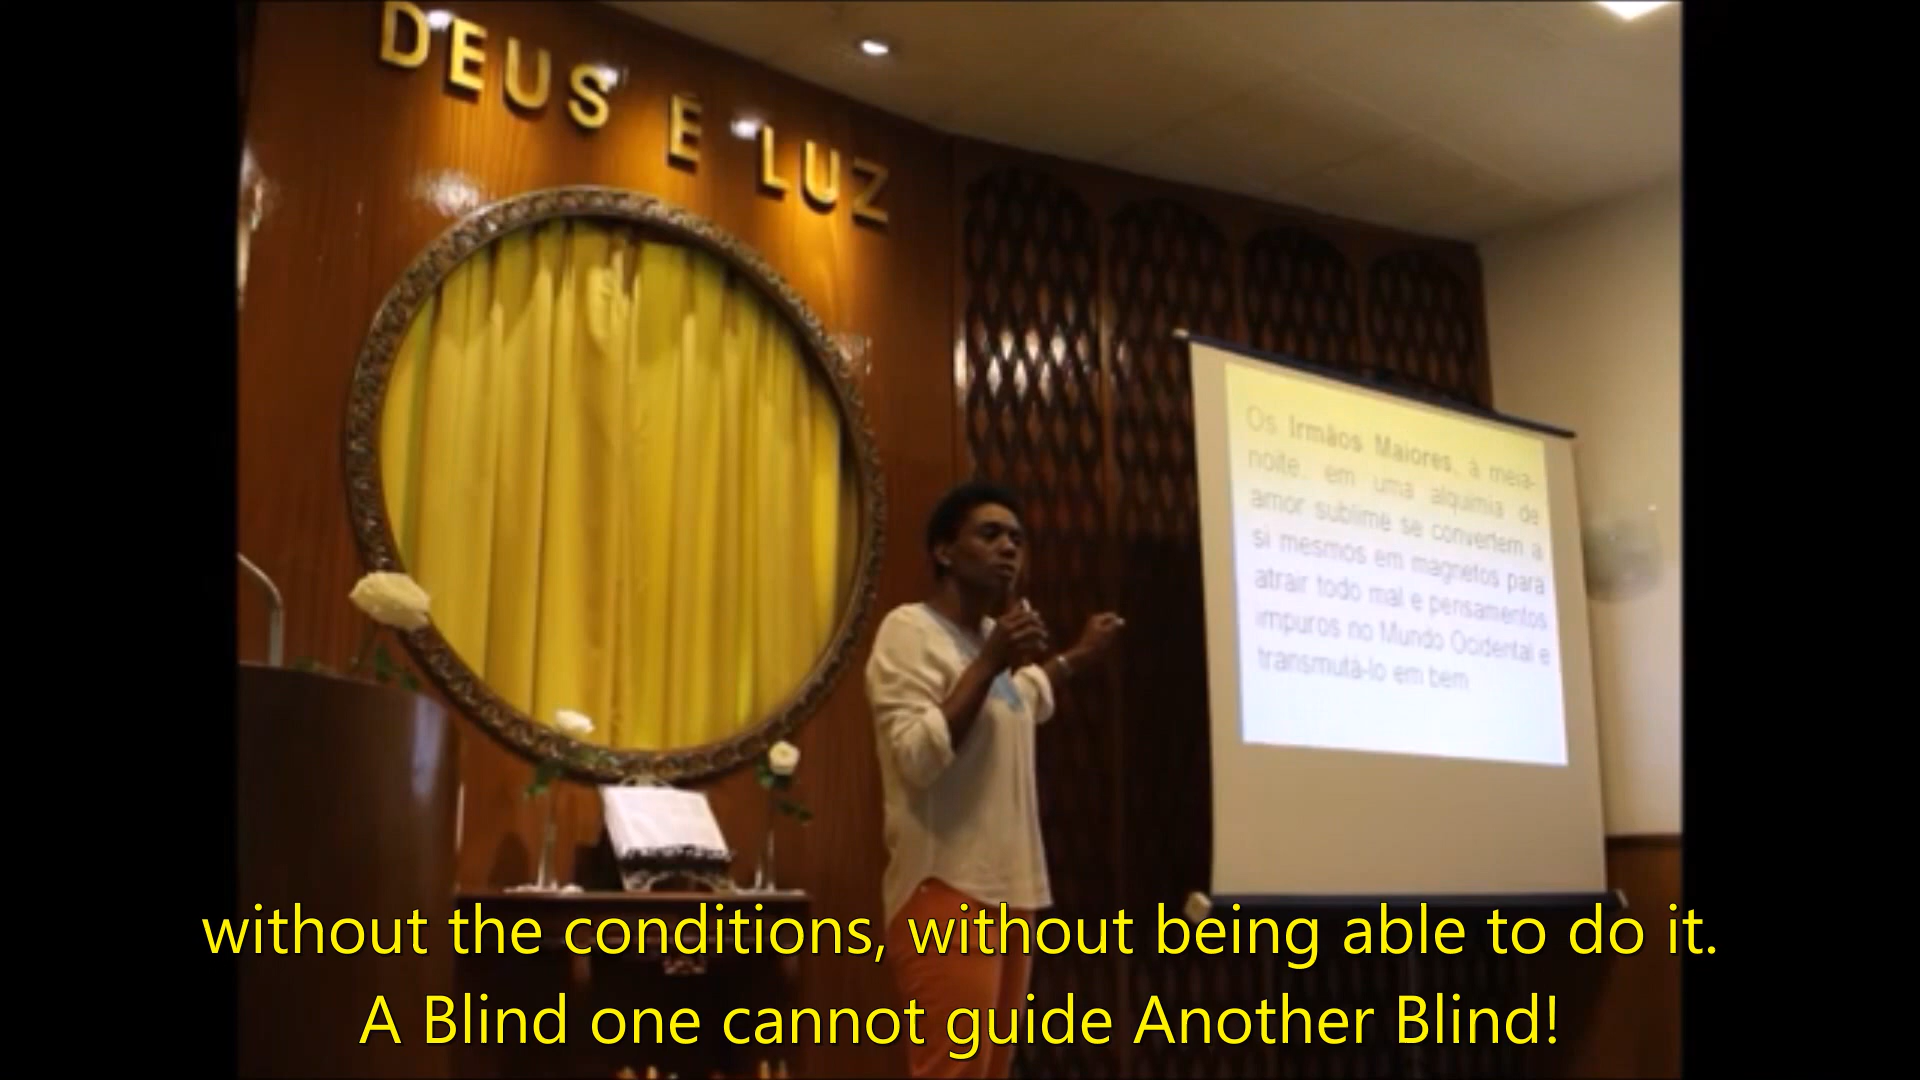 DEUS É LUZ
Os Irmãos Maiores, à meia-
noite, em uma alquimia de
amor sublime se convertem a
si mesmos em magnetos para
atrair todo mal e pensamentos
impuros no Mundo Ocidental e
transmutá-lo em bem
without the conditions, without being able to do it.
A Blind one cannot guide Another Blind!